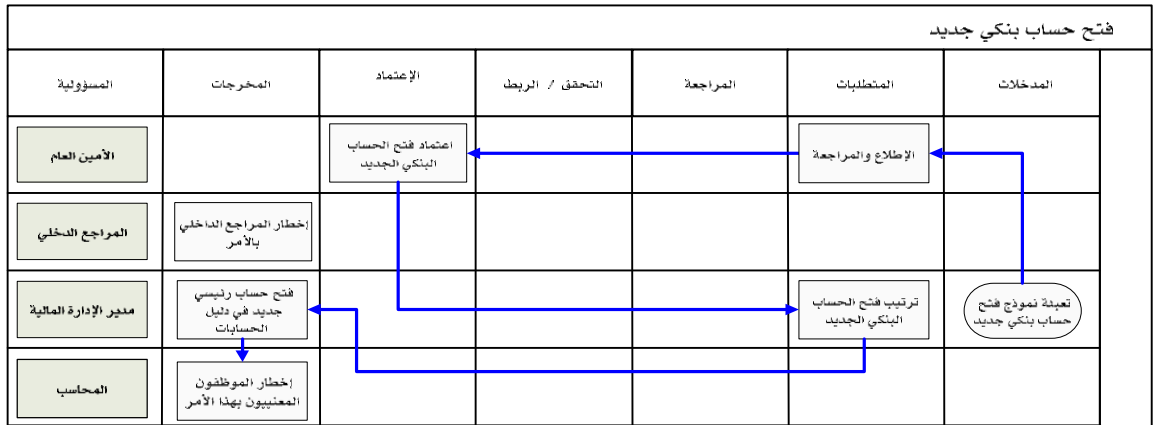 فتح حساب بنكي جديد
المدخلات
المتطلبات
المراجعة
التحقق / الربط
الإعتماد
المخرجات
المسؤولية
الإطلاع والمراجعة
اعتماد فتح الحساب
البنكي الجديد
الأمين العام
إخطار المراجع الداخلي
بالأمر
المراجع الدخلي
تعبئة نموذج فتح
حساب بنكي جديد
ترتيب فتح الحساب
البنكي الجديد
فتح حساب رئيسي
جديد في دليل
الحسابات
مدير الإدارة المالية
إخطار الموظفون
المعنييون بهذا الأمر
المحاسب